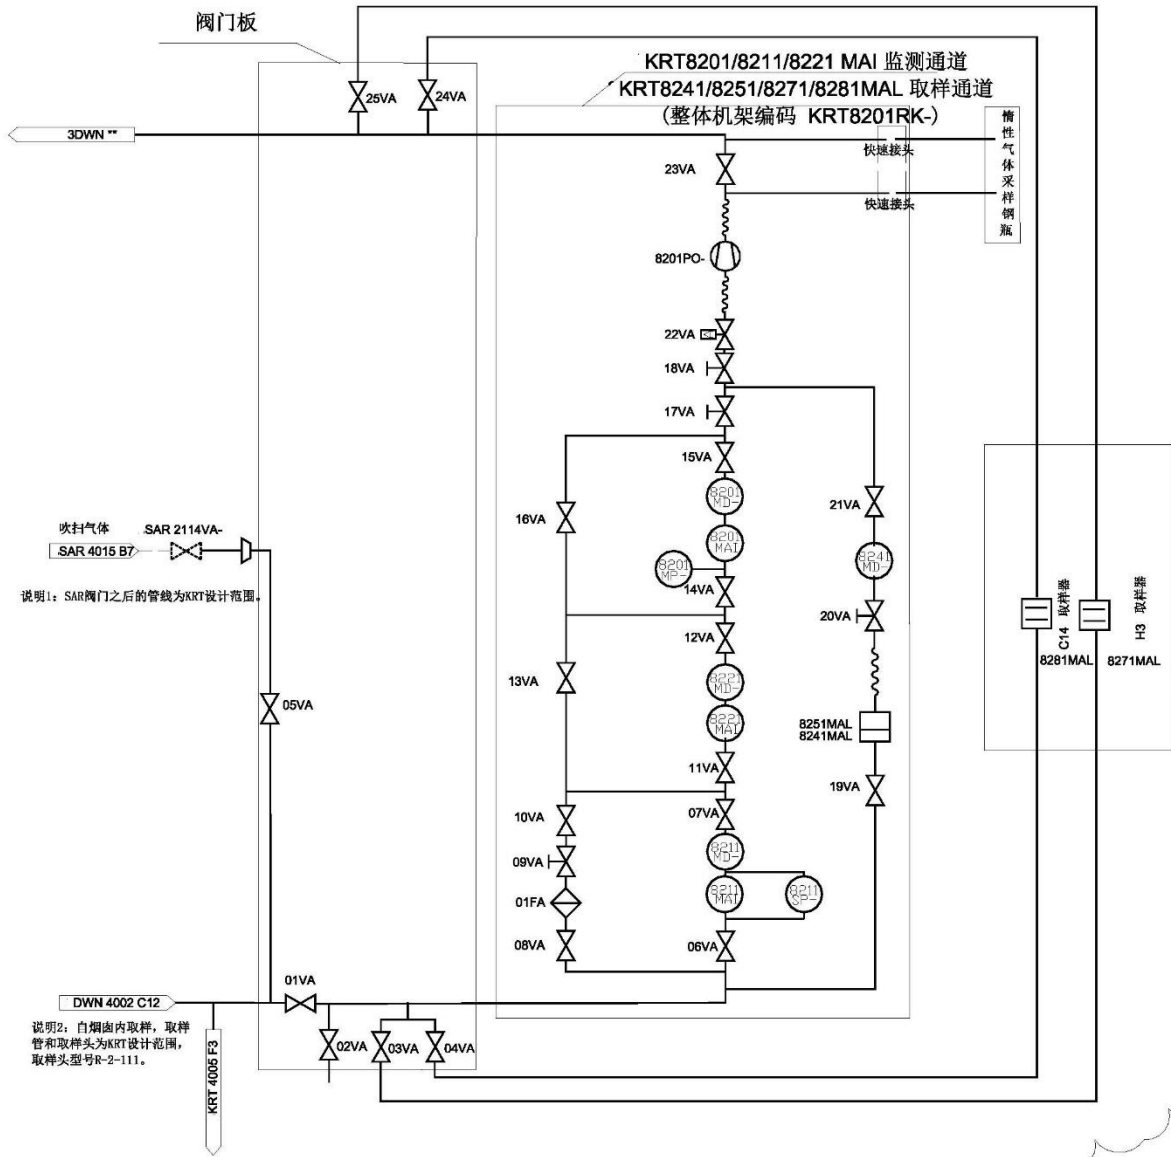 阀门板
KRT8201/8211/8221 MAI 监测通道
KRT8241/8251/8271/8281MAL 取样通道
(整体机架编码 KRT8201RK-)
25VA
24VA
3DWN **
快速接头
快速接头
惰性气体采样钢瓶
23VA
8201PO-
22VA
18VA
17VA
15VA
8201
MD-
16VA
21VA
8201
MAI
8201
MP-
8241
MD-
14VA
20VA
12VA
13VA
8221
MD-
8221
MAI
8251MAL
8241MAL
11VA
19VA
10VA
07VA
09VA
8211
MD-
01FA
8211
MAI
8211
SP-
08VA
06VA
吹扫气体
SAR 2114VA-
SAR 4015 B7
说明1：SAR阀门之后的管线为KRT设计范围。
05VA
C14 取样器
8281MAL
H3 取样器
8271MAL
01VA
DWN 4002 C12
02VA
03VA
04VA
说明2：自烟囱内取样，取样
管和取样头为KRT设计范围，
取样头型号R-2-111。
KRT 4005 F3